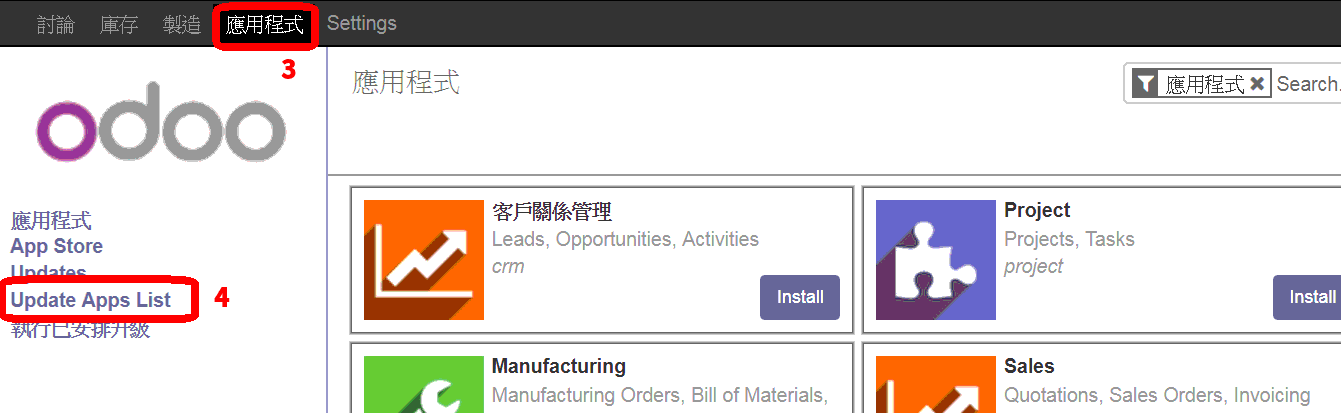 討論 庫存 製造 應用程式 Settings
3
odoo
應用程式
應用程式 ✖ Search.
應用程式
App Store
Updates
Update Apps List
4
執行已安排升級
客戶關係管理
Leads, Opportunities, Activities
crm
Install
Project
Projects, Tasks
project
Install
Manufacturing
Manufacturing Orders, Bill of Materials,
Sales
Quotations, Sales Orders, Invoicing